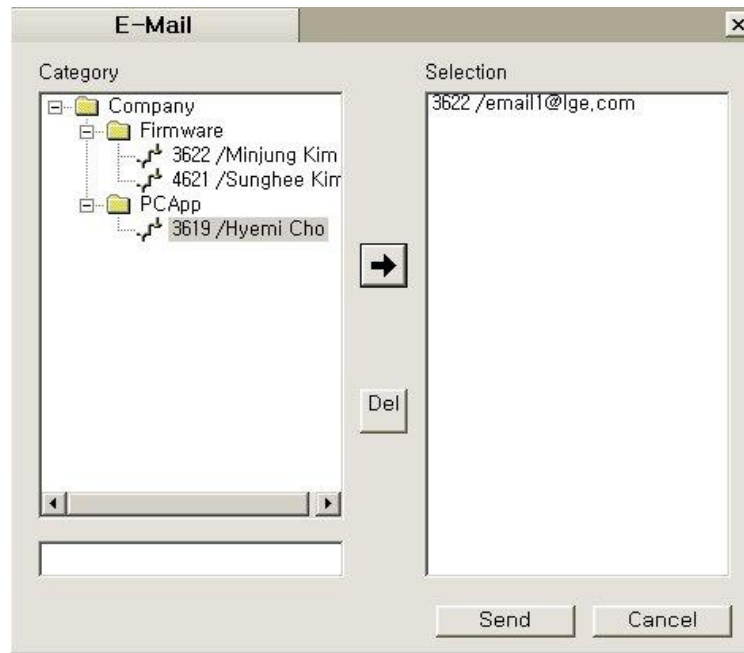 E-Mail
Category
Selection
Company
Firmware
3622 /Minjung Kim
4621 /Sunghee Kim
PCApp
3619 /Hyemi Cho
3622 /email1@lge,com
Del
Send
Cancel